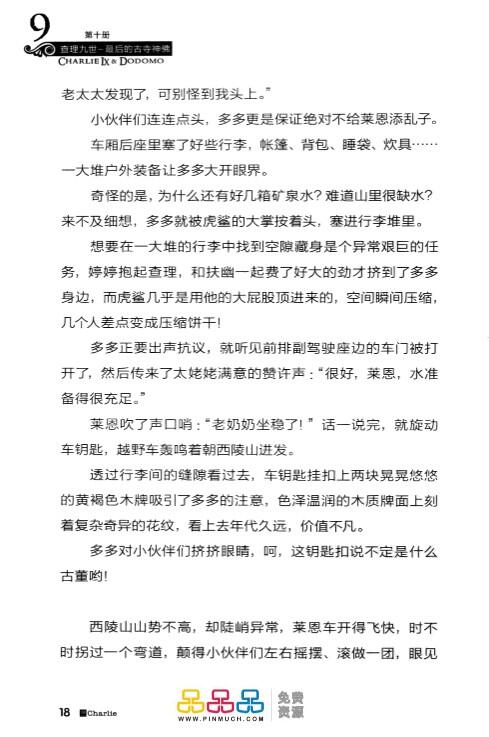 9
第十册
查理九世-最后的古寺神佛
CHARLIE IX & DODOMO
老太太发现了，可别怪到我头上。”
小伙伴们连连点头，多多更是保证绝对不给莱恩添乱子。
车厢后座里塞了好些行李，帐篷、背包、睡袋、炊具……
一大堆户外装备让多多大开眼界。
奇怪的是，为什么还有好几箱矿泉水？难道山里很缺水？
来不及细想，多多就被虎鲨的大掌按着头，塞进行李堆里。
想要在一大堆的行李中找到空隙藏身是个异常艰巨的任
务，婷婷抱起查理，和扶幽一起费了好大的劲才挤到了多多
身边，而虎鲨几乎是用他的大屁股顶进来的，空间瞬间压缩，
几个人差点变成压缩饼干！
多多正要出声抗议，就听见前排副驾驶座边的车门被打
开了，然后传来了太姥姥满意的赞许声：“很好，莱恩，水准
备得很充足。”
莱恩吹了声口哨：“老奶奶坐稳了！”话一说完，就旋动
车钥匙，越野车轰鸣着朝西陵山进发。
透过行李间的缝隙看过去，车钥匙挂扣上两块晃晃悠悠
的黄褐色木牌吸引了多多的注意，色泽温润的木质牌面上刻
着复杂奇异的花纹，看上去年代久远，价值不凡。
多多对小伙伴们挤挤眼睛，呵，这钥匙扣说不定是什么
古董哟！
西陵山山势不高，却陡峭异常，莱恩车开得飞快，时不
时拐过一个弯道，颠得小伙伴们左右摇摆、滚做一团，眼见
18 Charlie
品品品 免费
WWW.PINMUCH.COM 资源